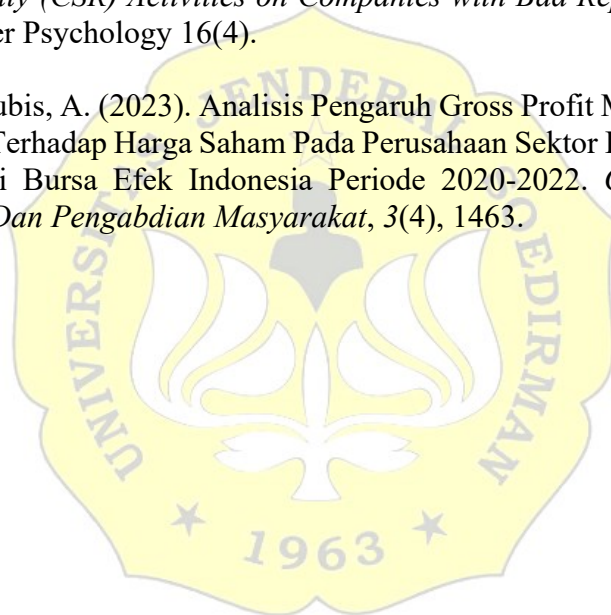 ity (CSR) Activities on Companies with Bad Rep
er Psychology 16(4).
ubis, A. (2023). Analisis Pengaruh Gross Profit M
Terhadap Harga Saham Pada Perusahaan Sektor
i Bursa Efek Indonesia Periode 2020-2022.
Dan Pengabdian Masyarakat, 3(4), 1463.
UNIVERSITAS JENDERAL SOEDIRMAN
1963